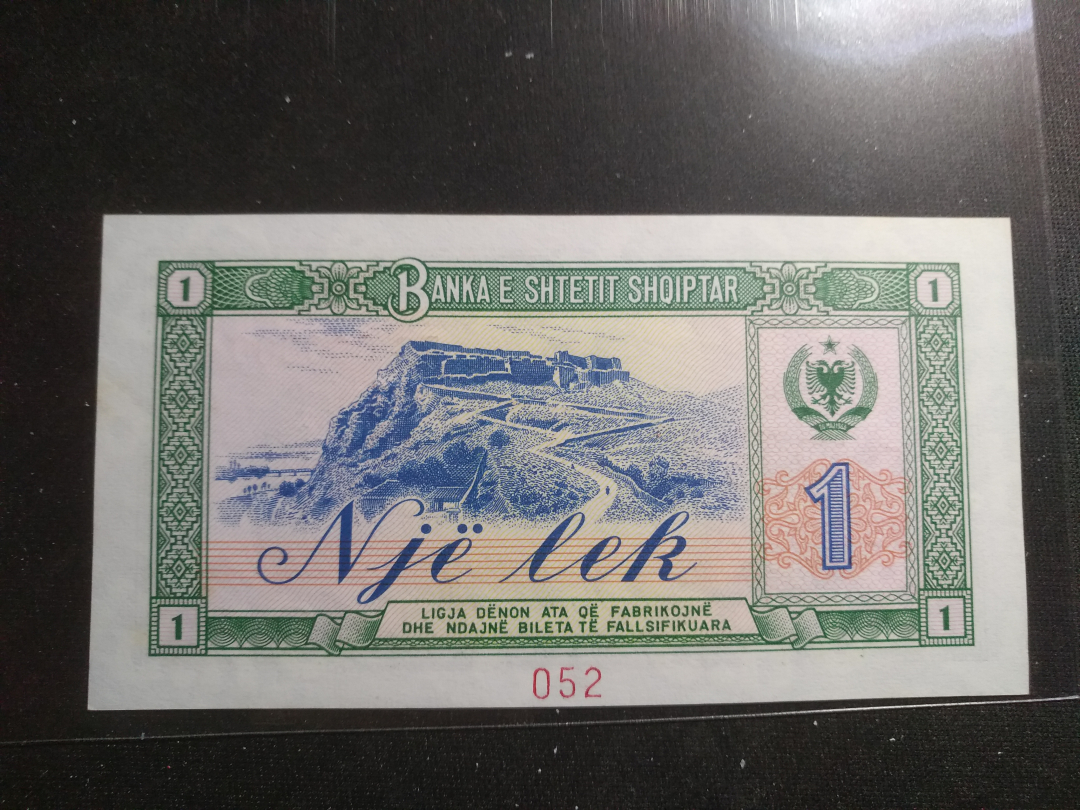 1 BANKA E SHTETIT SHQIPTAR 1
1
Një lek
LIGJA DËNON ATA QË FABRIKOJNË
DHE NDAJNË BILETA TË FALLSIFIKUARA
1 1
052